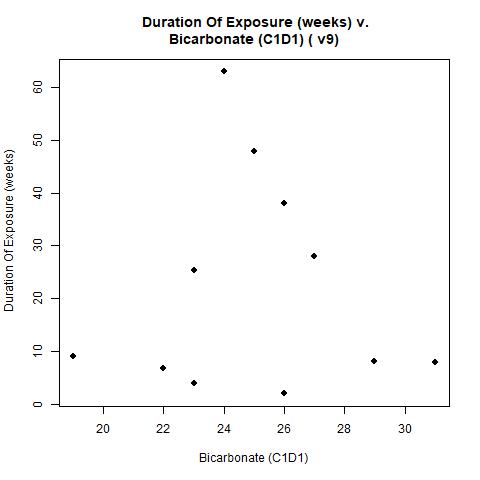 Duration Of Exposure (weeks) v.
Bicarbonate (C1D1) ( v9)
Duration Of Exposure (weeks)
60
50
40
30
20
10
0
20 22 24 26 28 30
Bicarbonate (C1D1)